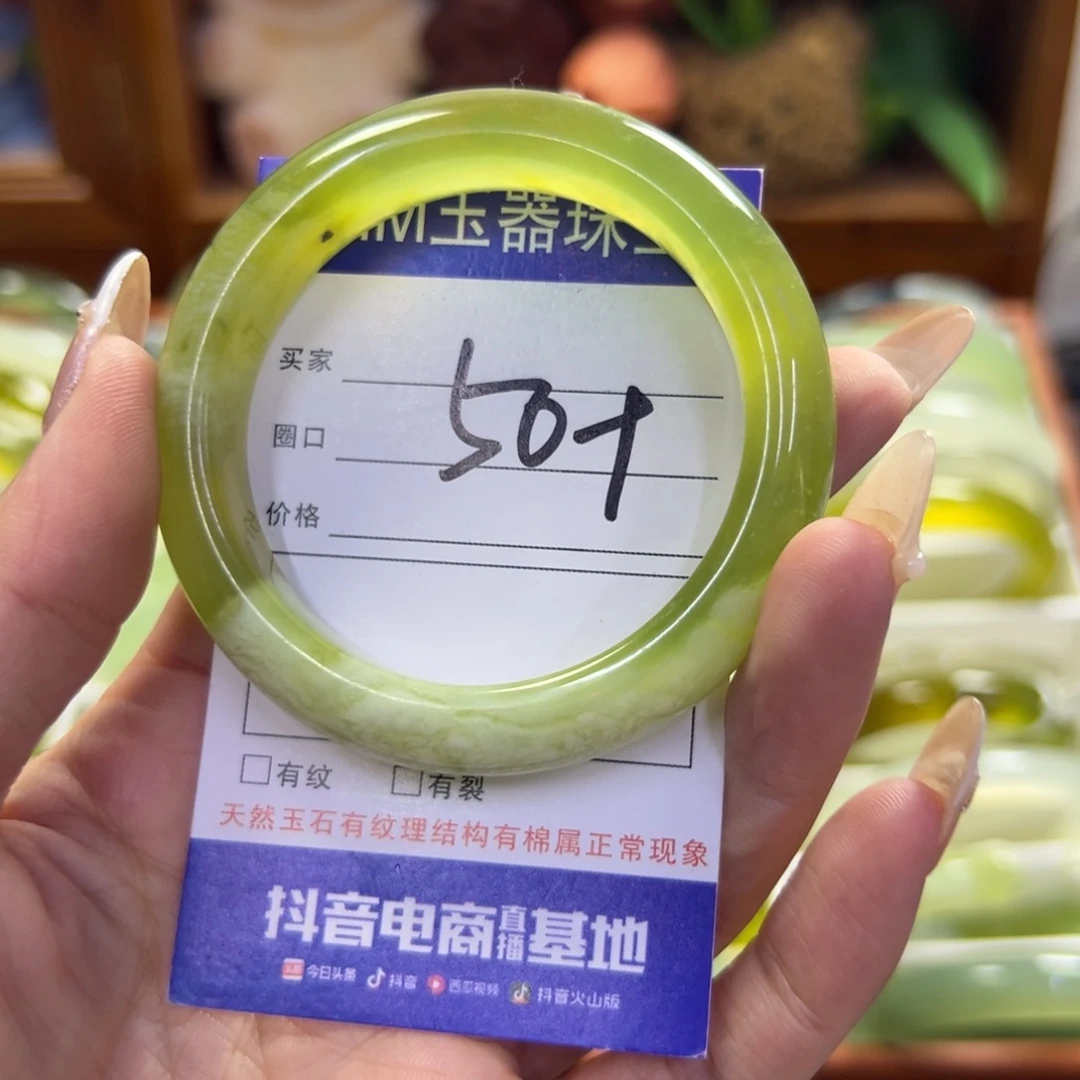 玉器珠
买家
圈口
价格
50+
有纹 有裂
天然玉石有纹理结构有棉属正常现象
抖音电商直播基地
今日头条 抖音 西瓜视频 抖音火山版